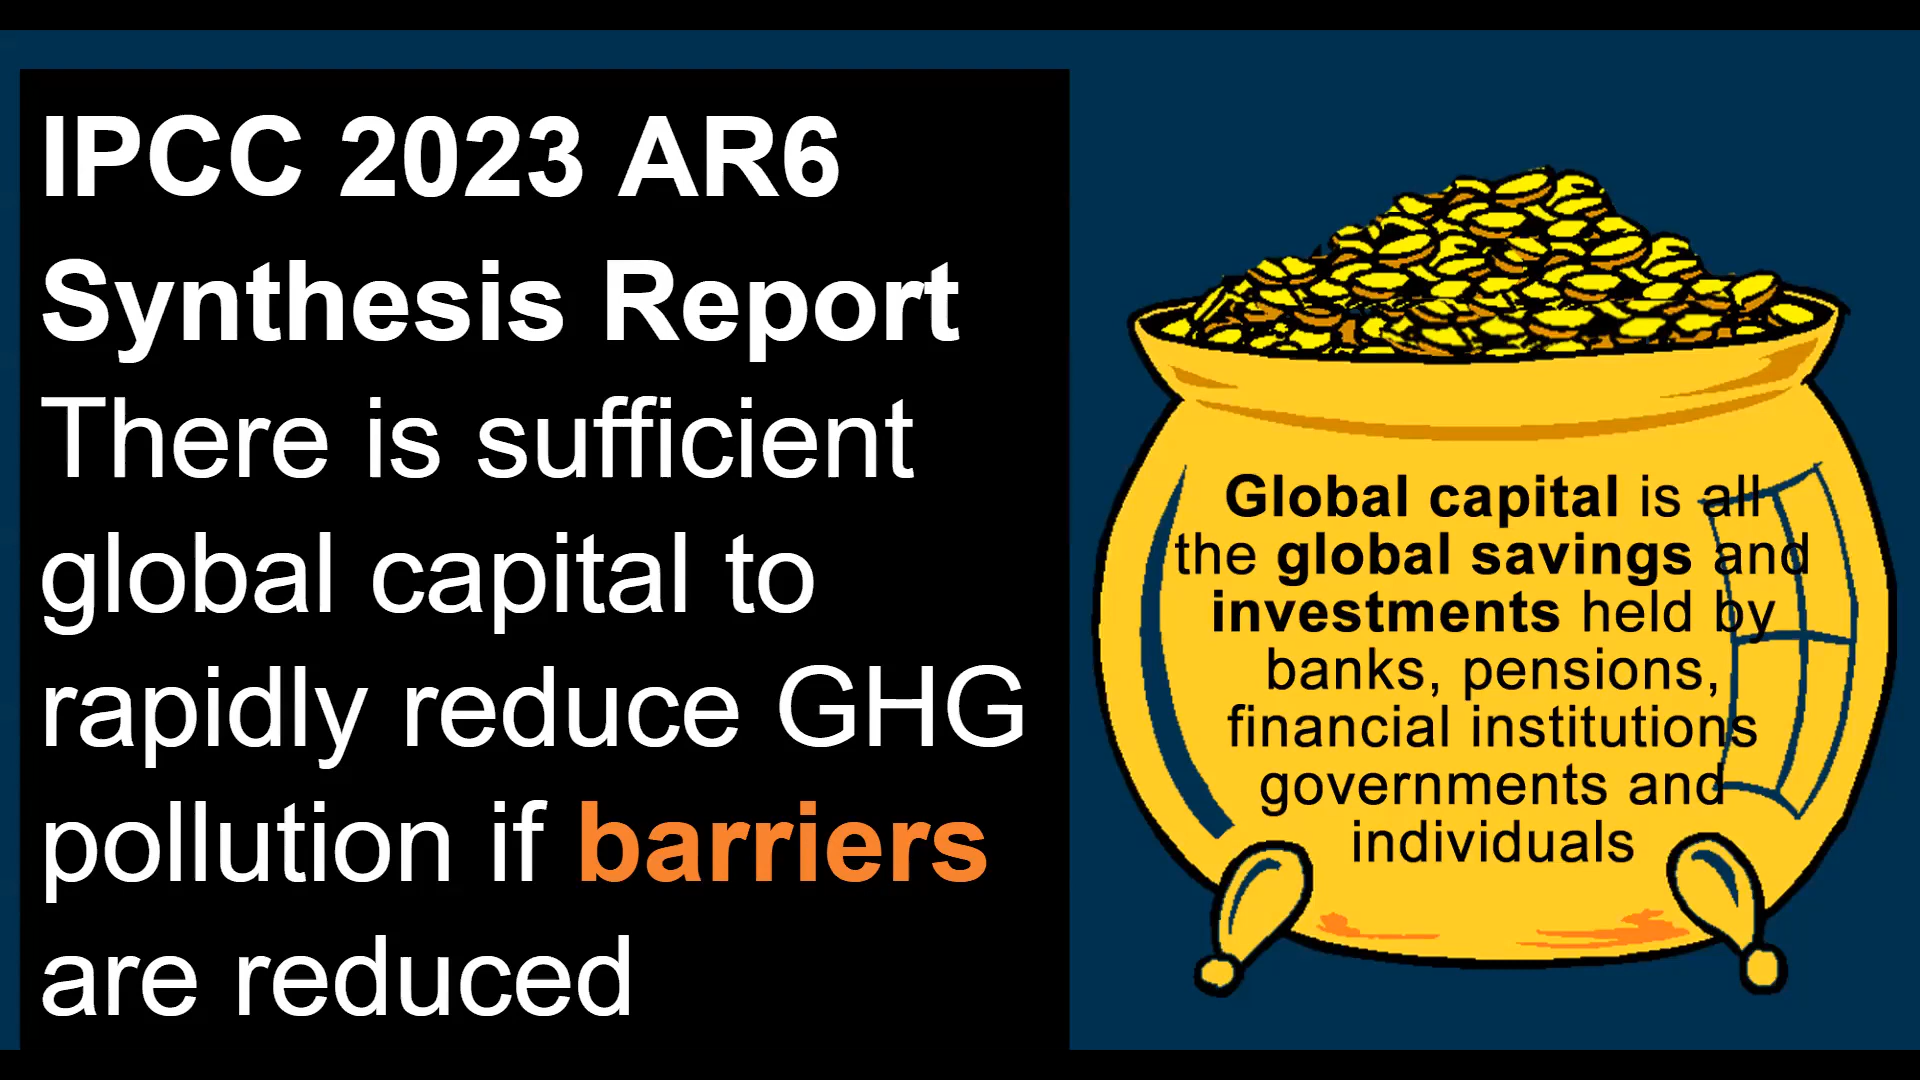 IPCC 2023 AR6
Synthesis Report
There is sufficient
global capital to
rapidly reduce GHG
pollution if barriers
are reduced
Global capital is all
the global savings and
investments held by
banks, pensions,
financial institutions
governments and
individuals